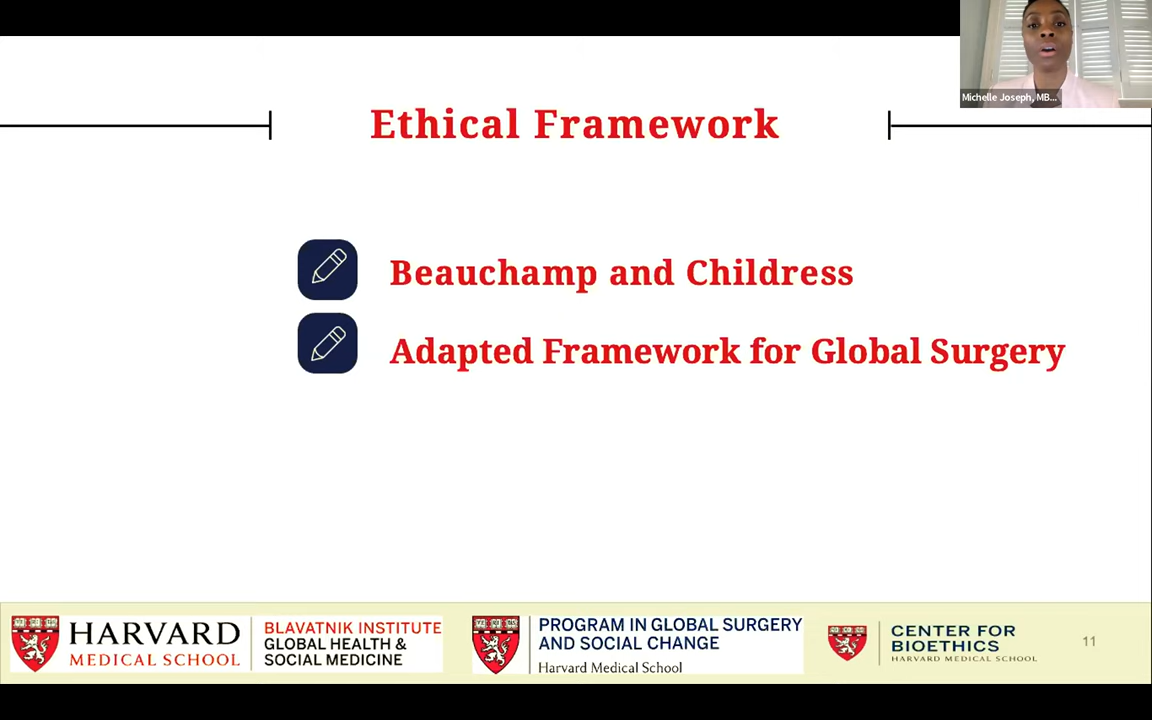 Michelle Joseph, MB...
Ethical Framework
Beauchamp and Childress
Adapted Framework for Global Surgery
HARVARD
MEDICAL SCHOOL
BLAVATNIK INSTITUTE
GLOBAL HEALTH &
SOCIAL MEDICINE
PROGRAM IN GLOBAL SURGERY
AND SOCIAL CHANGE
Harvard Medical School
CENTER FOR
BIOETHICS
HARVARD MEDICAL SCHOOL
11